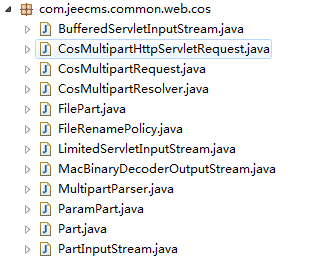 com.jeecms.common.web.cos
BufferedServletInputStream.java
CosMultipartHttpServletRequest.java
CosMultipartRequest.java
CosMultipartResolver.java
FilePart.java
FileRenamePolicy.java
LimitedServletInputStream.java
MacBinaryDecoderOutputStream.java
MultipartParser.java
ParamPart.java
Part.java
PartInputStream.java